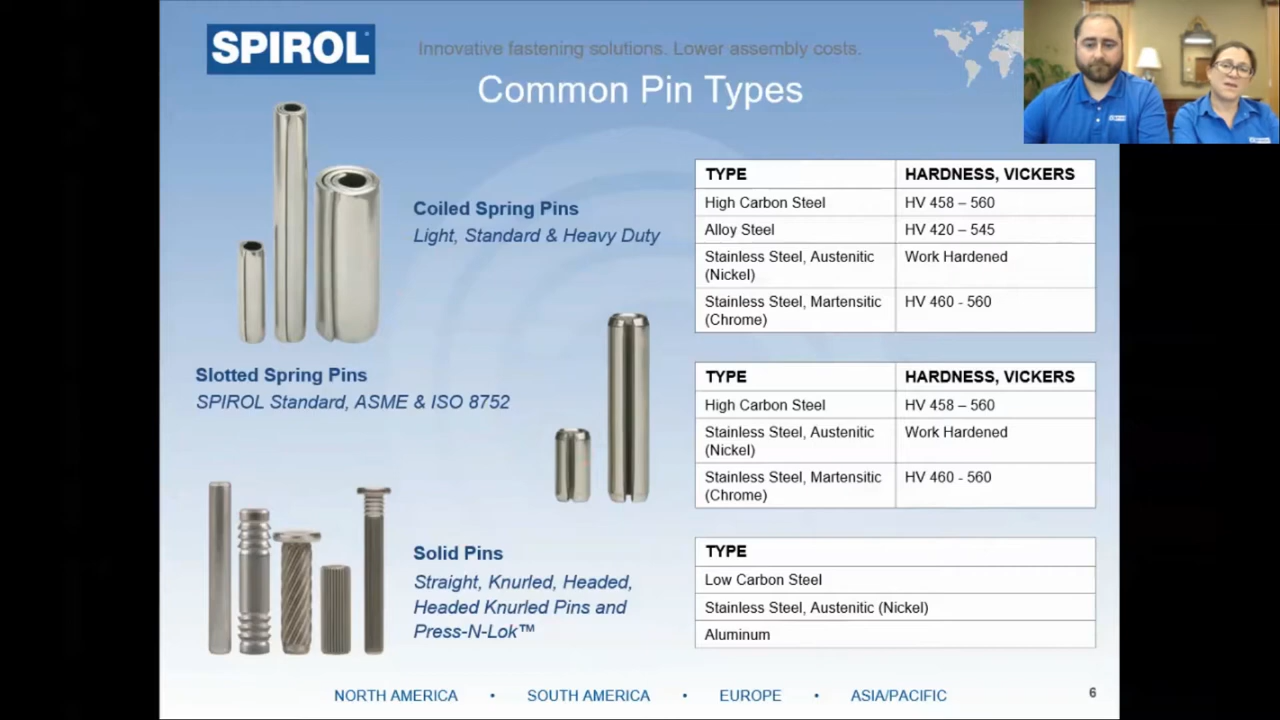 SPIROL
Innovative fastening solutions. Lower assembly costs.
Common Pin Types
Coiled Spring Pins
Light, Standard & Heavy Duty
TYPE HARDNESS, VICKERS
High Carbon Steel HV 458 – 560
Alloy Steel HV 420 – 545
Stainless Steel, Austenitic Work Hardened
(Nickel)
Stainless Steel, Martensitic HV 460 - 560
(Chrome)
Slotted Spring Pins
SPIROL Standard, ASME & ISO 8752
TYPE HARDNESS, VICKERS
High Carbon Steel HV 458 – 560
Stainless Steel, Austenitic Work Hardened
(Nickel)
Stainless Steel, Martensitic HV 460 - 560
(Chrome)
Solid Pins
Straight, Knurled, Headed,
Headed Knurled Pins and
Press-N-Lok™
TYPE
Low Carbon Steel
Stainless Steel, Austenitic (Nickel)
Aluminum
NORTH AMERICA • SOUTH AMERICA • EUROPE • ASIA/PACIFIC
6